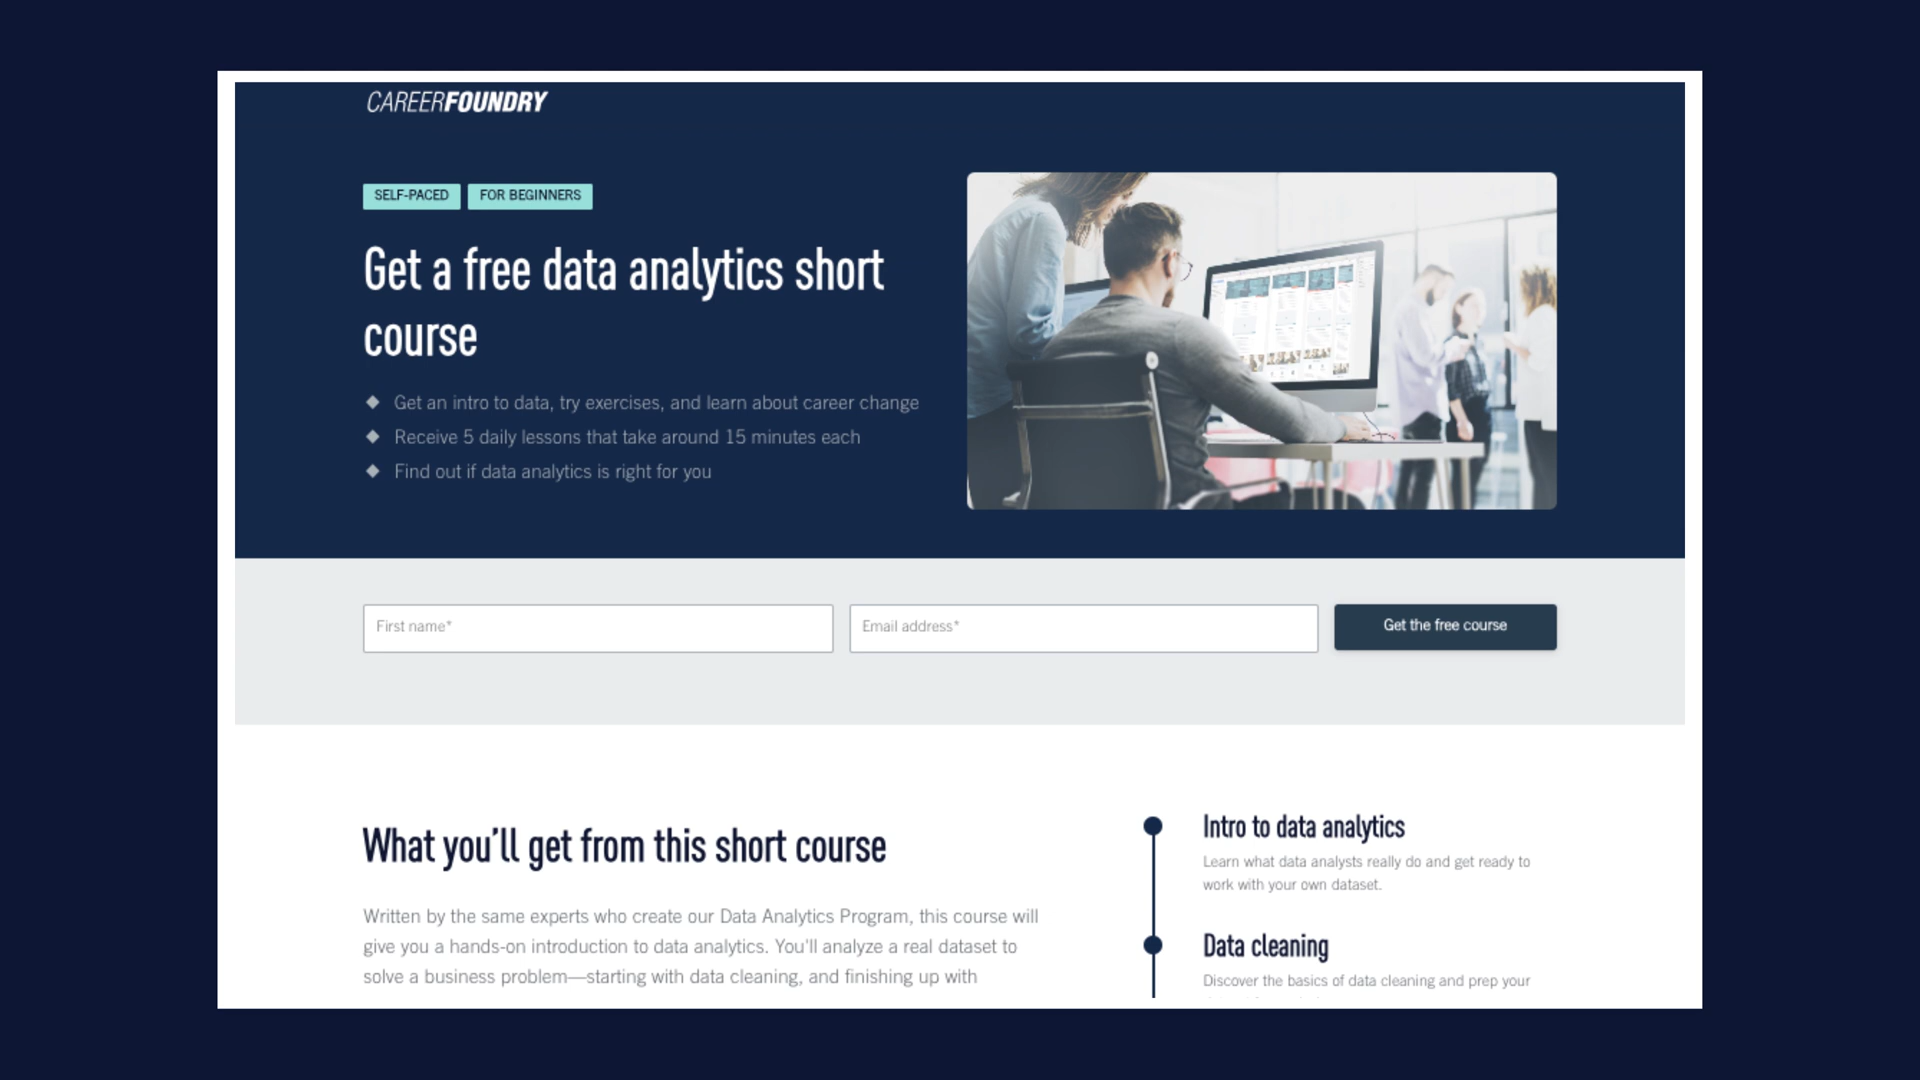 CAREERFOUNDRY
SELF-PACED
FOR BEGINNERS
Get a free data analytics short
course
Get an intro to data, try exercises, and learn about career change
Receive 5 daily lessons that take around 15 minutes each
Find out if data analytics is right for you
First name*
Email address*
Get the free course
What you’ll get from this short course
Written by the same experts who create our Data Analytics Program, this course will
give you a hands-on introduction to data analytics. You'll analyze a real dataset to
solve a business problem—starting with data cleaning, and finishing up with
Intro to data analytics
Learn what data analysts really do and get ready to
work with your own dataset.
Data cleaning
Discover the basics of data cleaning and prep your